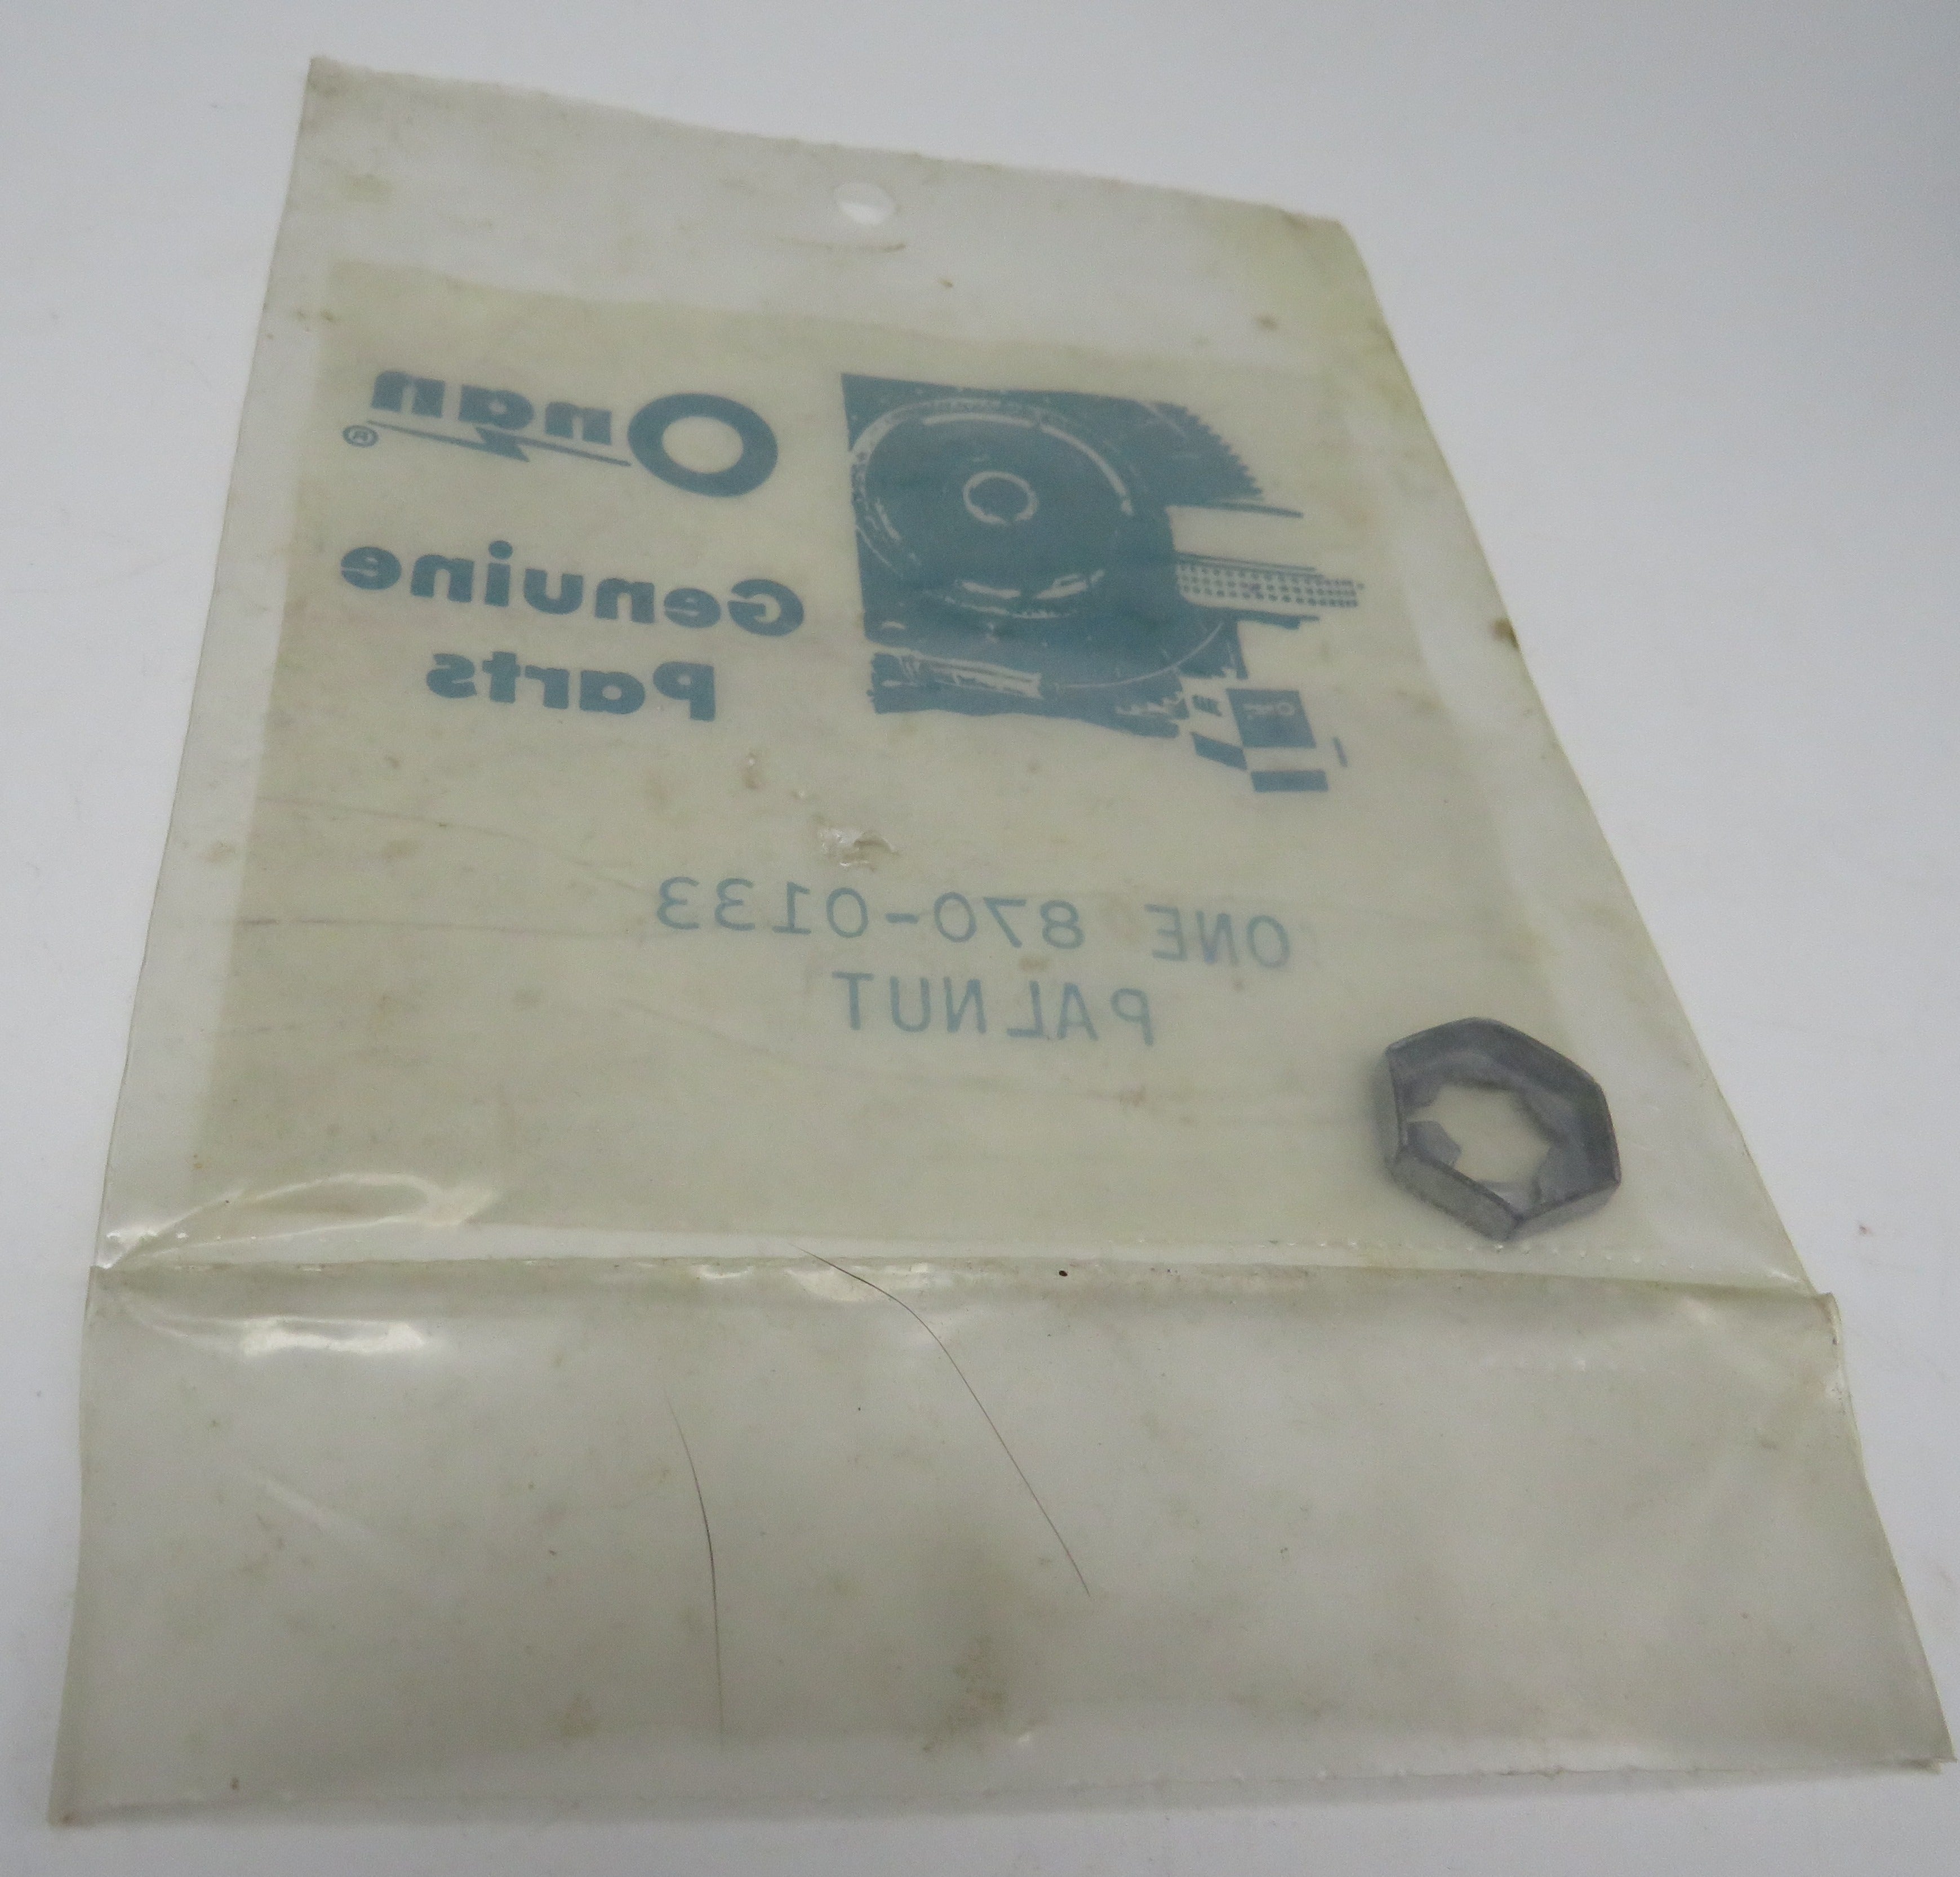 Onan
®
Genuine
Parts
ONE 870-0133
PALNUT